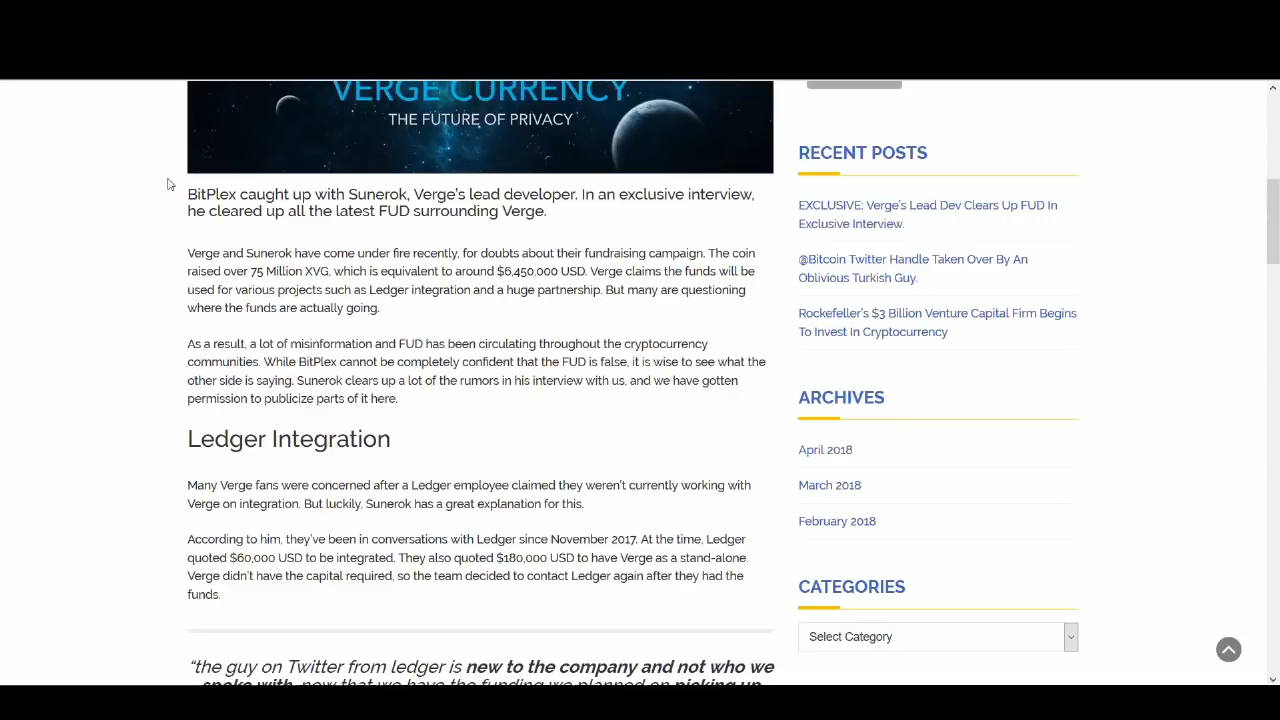 VERGE CURRENCY
THE FUTURE OF PRIVACY
BitPlex caught up with Sunerok, Verge's lead developer. In an exclusive interview,
he cleared up all the latest FUD surrounding Verge.
Verge and Sunerok have come under fire recently, for doubts about their fundraising campaign. The coin
raised over 75 Million XVG, which is equivalent to around $6,450,000 USD. Verge claims the funds will be
used for various projects such as Ledger integration and a huge partnership. But many are questioning
where the funds are actually going.
As a result, a lot of misinformation and FUD has been circulating throughout the cryptocurrency
communities. While BitPlex cannot be completely confident that the FUD is false, it is wise to see what the
other side is saying. Sunerok clears up a lot of the rumors in his interview with us, and we have gotten
permission to publicize parts of it here.
Ledger Integration
Many Verge fans were concerned after a Ledger employee claimed they weren't currently working with
Verge on integration. But luckily, Sunerok has a great explanation for this.
According to him, they've been in conversations with Ledger since November 2017. At the time, Ledger
quoted $60,000 USD to be integrated. They also quoted $180,000 USD to have Verge as a stand-alone.
Verge didn't have the capital required, so the team decided to contact Ledger again after they had the
funds.
"the guy on Twitter from ledger is new to the company and not who we
spoke with, now that we have the funding we planned on picking up
RECENT POSTS
EXCLUSIVE: Verge's Lead Dev Clears Up FUD In
Exclusive Interview.
@Bitcoin Twitter Handle Taken Over By An
Oblivious Turkish Guy.
Rockefeller's $3 Billion Venture Capital Firm Begins
To Invest In Cryptocurrency
ARCHIVES
April 2018
March 2018
February 2018
CATEGORIES
Select Category